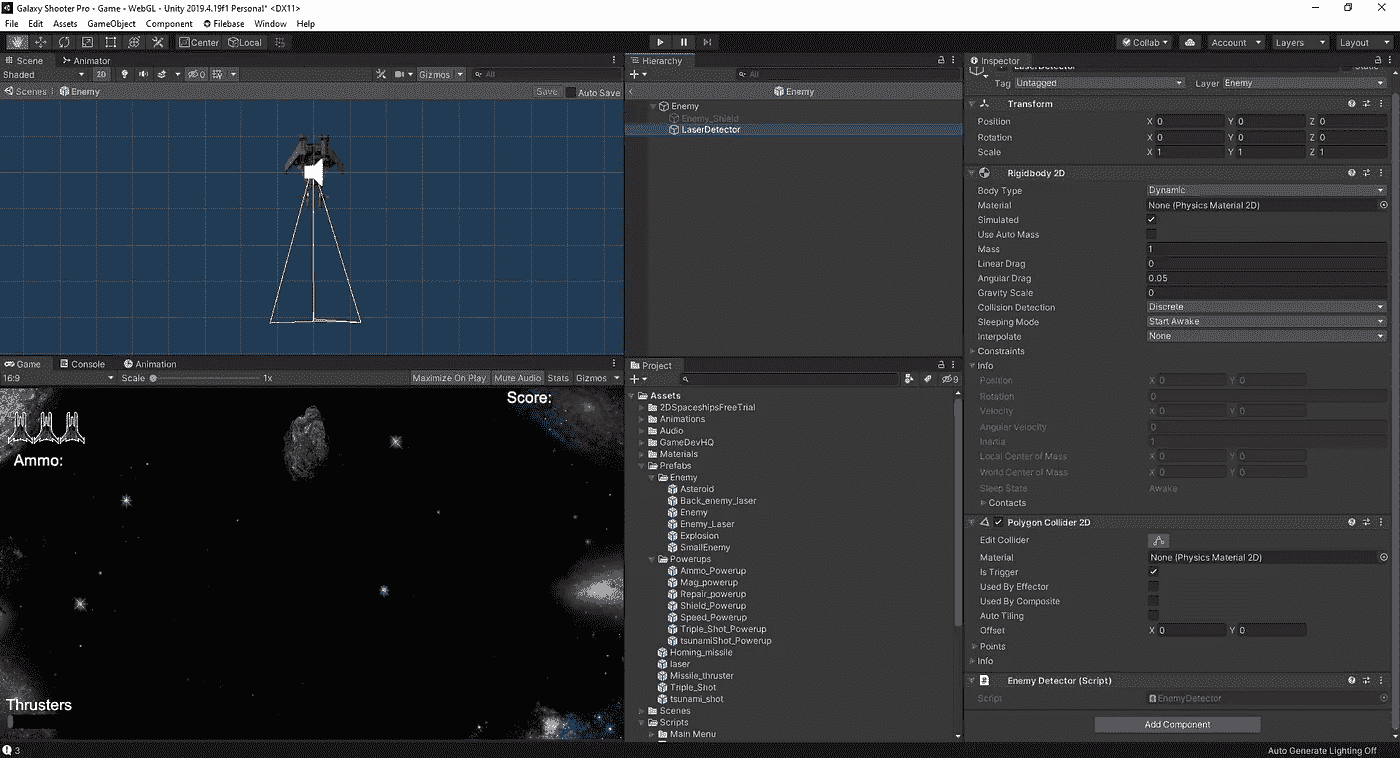 Galaxy Shooter Pro - Game - WebGL - Unity 2019.4.19f1 Personal* <DX11>
File Edit Assets GameObject Component Filebase Window Help
Center Local Collab Account Layers Layout
Scene Animator
Shaded 2D 0 Gizmos All
Scenes Enemy Save Auto Save
Hierarchy
All
Enemy
Enemy
Enemy_Shield
LaserDetector
Inspector
LaserDetector Static
Tag Untagged Layer Enemy
Transform
Position X 0 Y 0 Z 0
Rotation X 0 Y 0 Z 0
Scale X 1 Y 1 Z 1
Rigidbody 2D
Body Type Dynamic
Material None (Physics Material 2D)
Simulated
Use Auto Mass
Mass 1
Linear Drag 0
Angular Drag 0.05
Gravity Scale 0
Collision Detection Discrete
Sleeping Mode Start Awake
Interpolate None
Constraints
Info
Position X 0 Y 0
Rotation 0
Velocity X 0 Y 0
Angular Velocity 0
Inertia 1
Local Center of Mass X 0 Y 0
World Center of Mass X 0 Y 0
Sleep State Awake
Contacts
Polygon Collider 2D
Edit Collider
Material None (Physics Material 2D)
Is Trigger
Used By Effector
Used By Composite
Auto Tiling
Offset X 0 Y 0
Points
Info
Enemy Detector (Script)
Script EnemyDetector
Add Component
Game Console Animation
16:9 Scale 1x Maximize On Play Mute Audio Stats Gizmos
Score:
Ammo:
Thrusters
Project
9
Assets
2DSpaceshipsFreeTrial
Animations
Audio
GameDevHQ
Materials
Prefabs
Enemy
Asteroid
Back_enemy_laser
Enemy
Enemy_Laser
Explosion
SmallEnemy
Powerups
Ammo_Powerup
Mag_powerup
Repair_powerup
Shield_Powerup
Speed_Powerup
Triple_Shot_Powerup
tsunamiShot_Powerup
Homing_missile
laser
Missile_thruster
Triple_Shot
tsunami_shot
Scenes
Scripts
Main Menu
3
Auto Generate Lighting Off